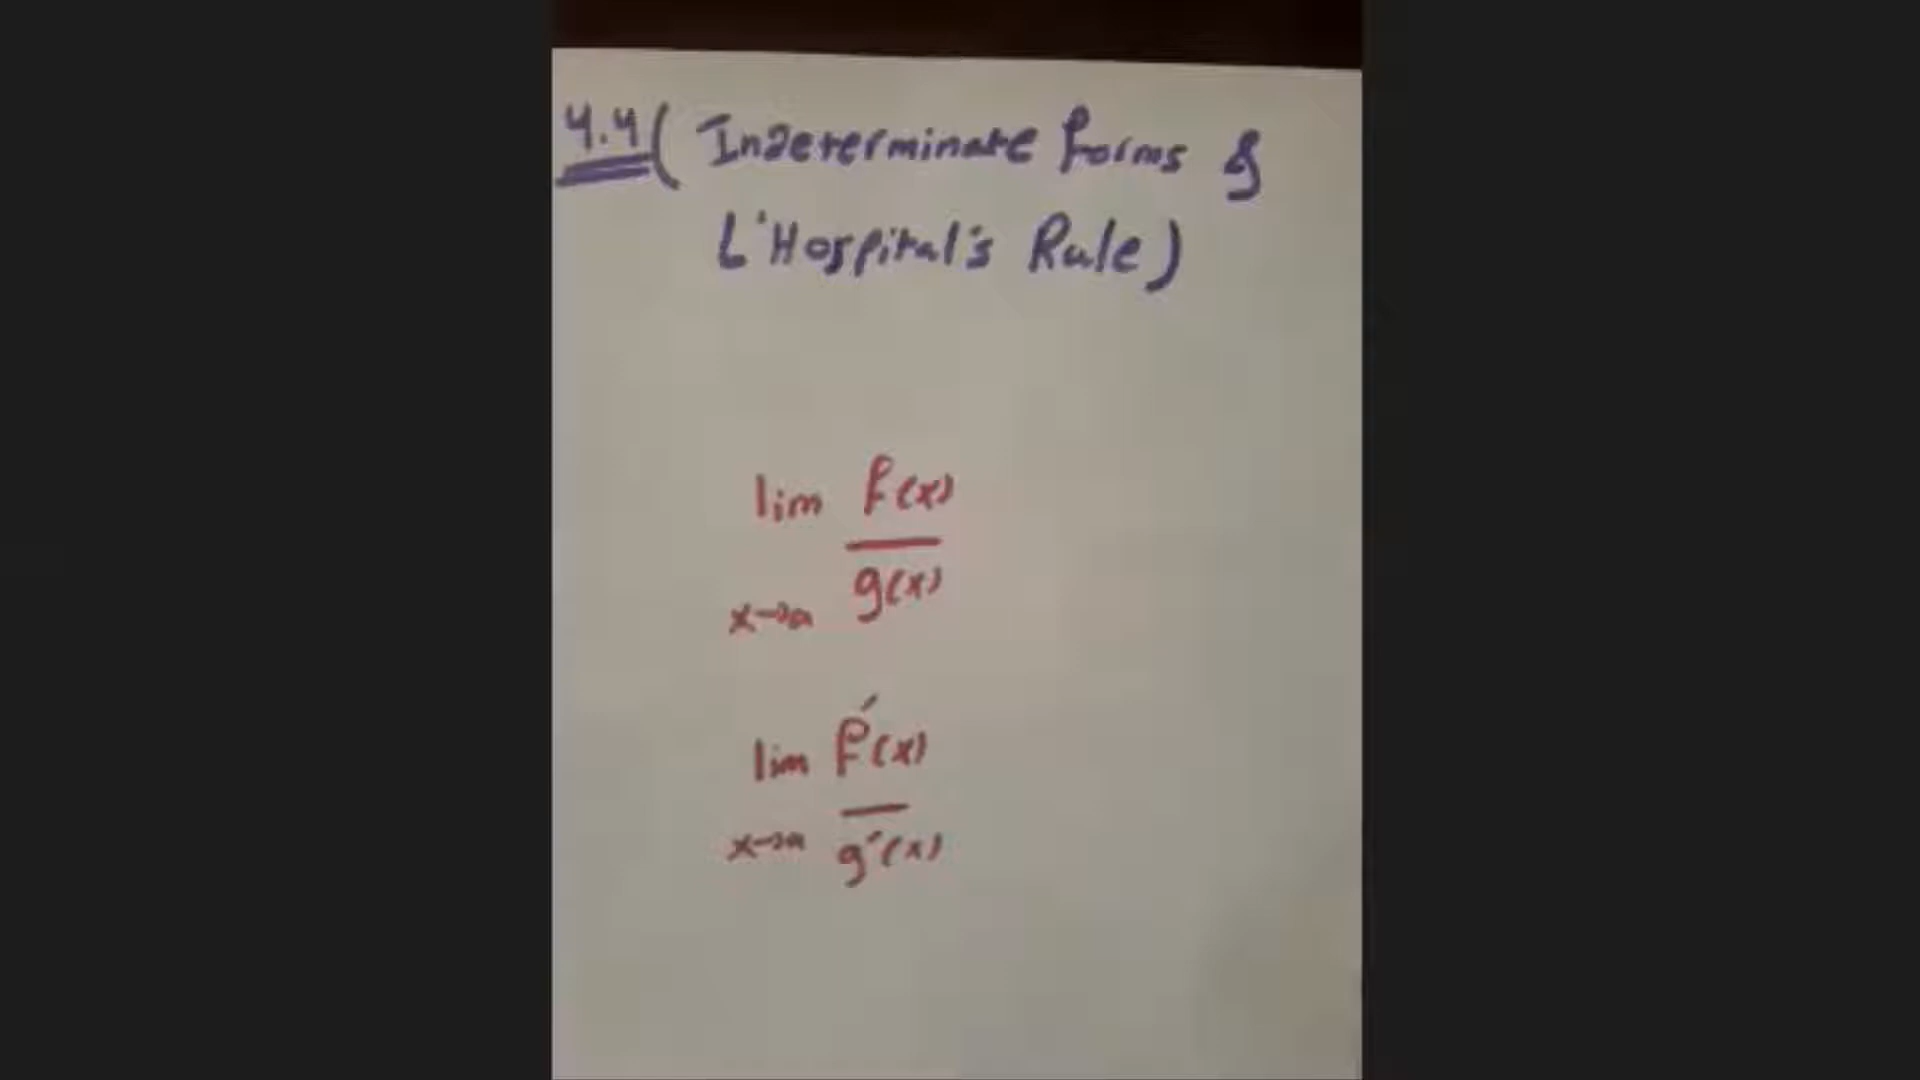 4.4 ( Indeterminate forms &
L'Hospital's Rule )
lim f(x)
x→a g(x)
lim f'(x)
x→a g'(x)